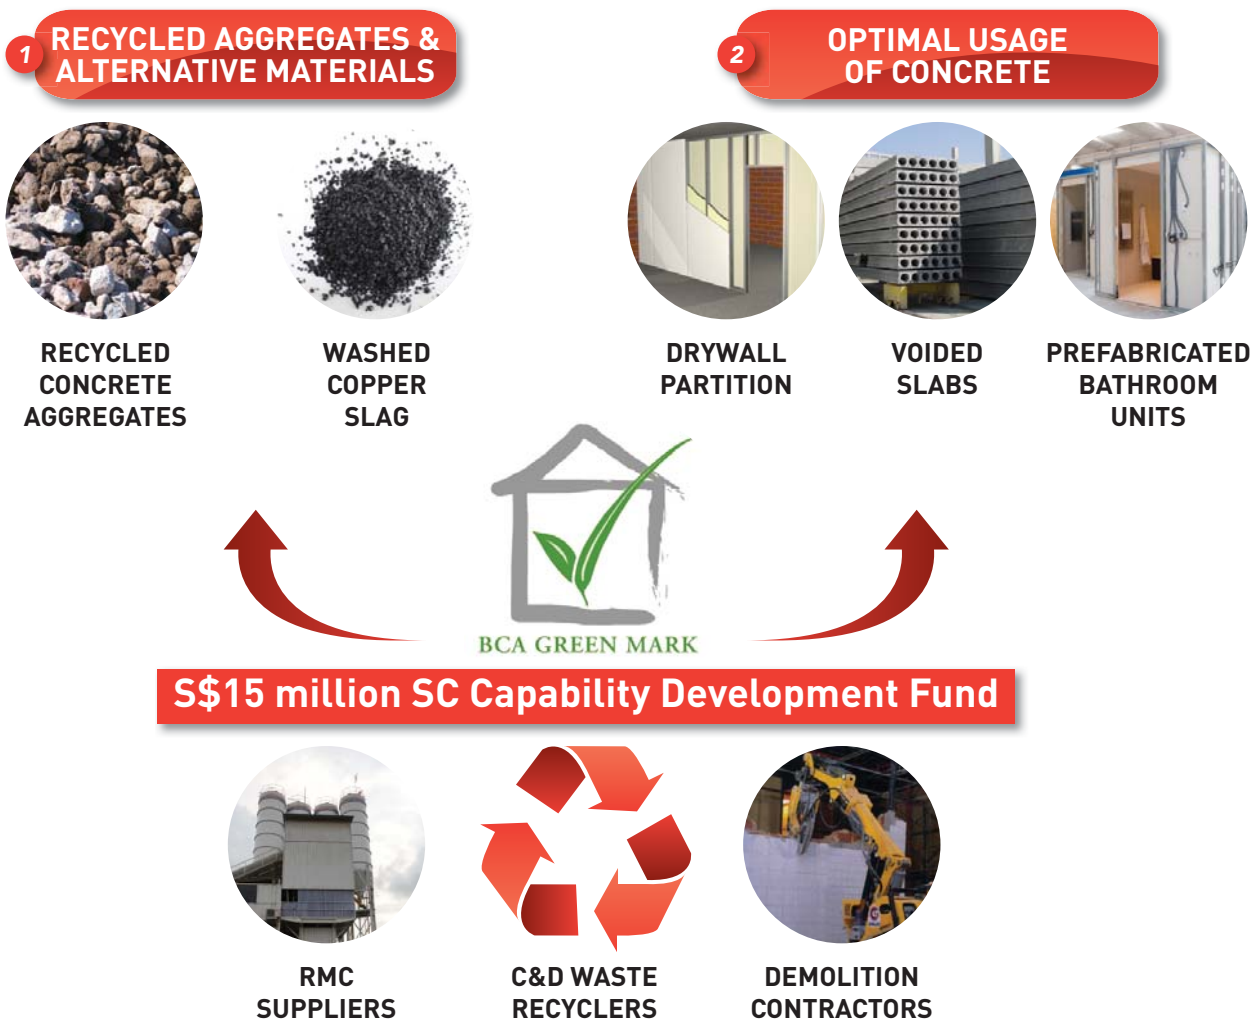 1
RECYCLED AGGREGATES &
ALTERNATIVE MATERIALS
2
OPTIMAL USAGE
OF CONCRETE
RECYCLED
CONCRETE
AGGREGATES
WASHED
COPPER
SLAG
DRYWALL
PARTITION
VOIDED
SLABS
PREFABRICATED
BATHROOM
UNITS
BCA GREEN MARK
S$15 million SC Capability Development Fund
RMC
SUPPLIERS
C&D WASTE
RECYCLERS
DEMOLITION
CONTRACTORS